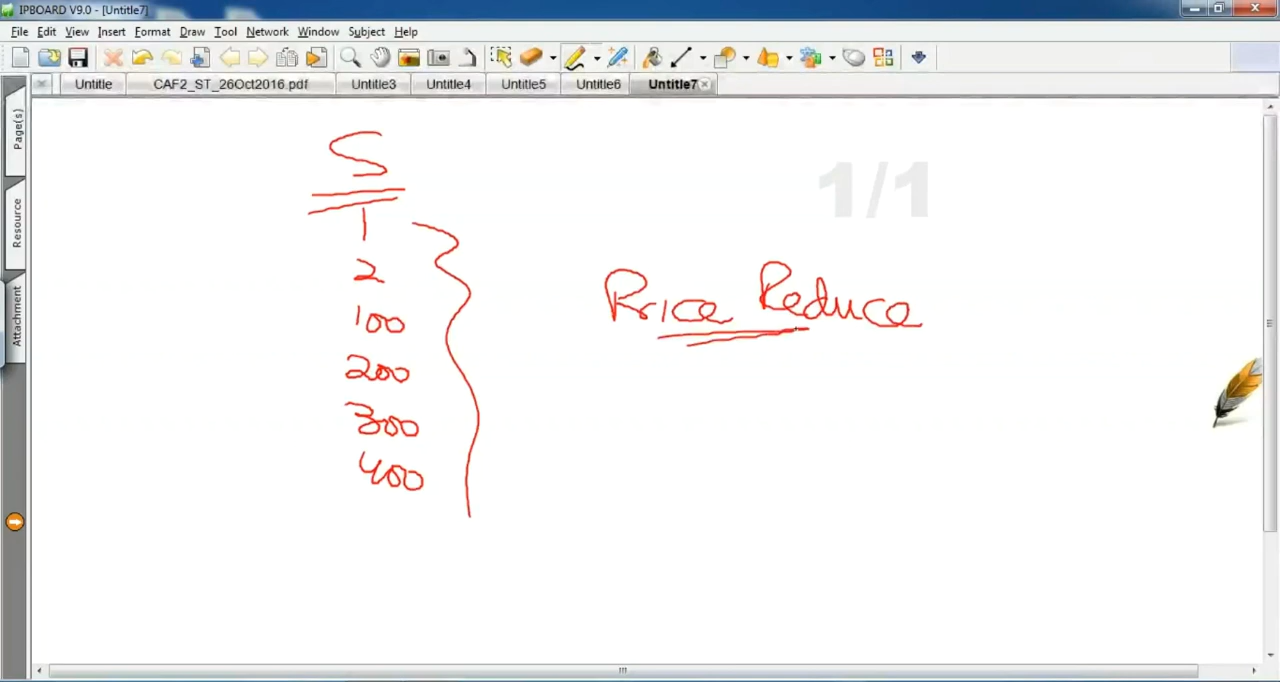 IPBOARD V9.0 - [Untitle7]
File Edit View Insert Format Draw Tool Network Window Subject Help
Untitle CAF2_ST_26Oct2016.pdf Untitle3 Untitle4 Untitle5 Untitle6 Untitle7
Page(s)
Resource
Attachment
1/1
S
1
2
100
200
300
400
Price Reduce